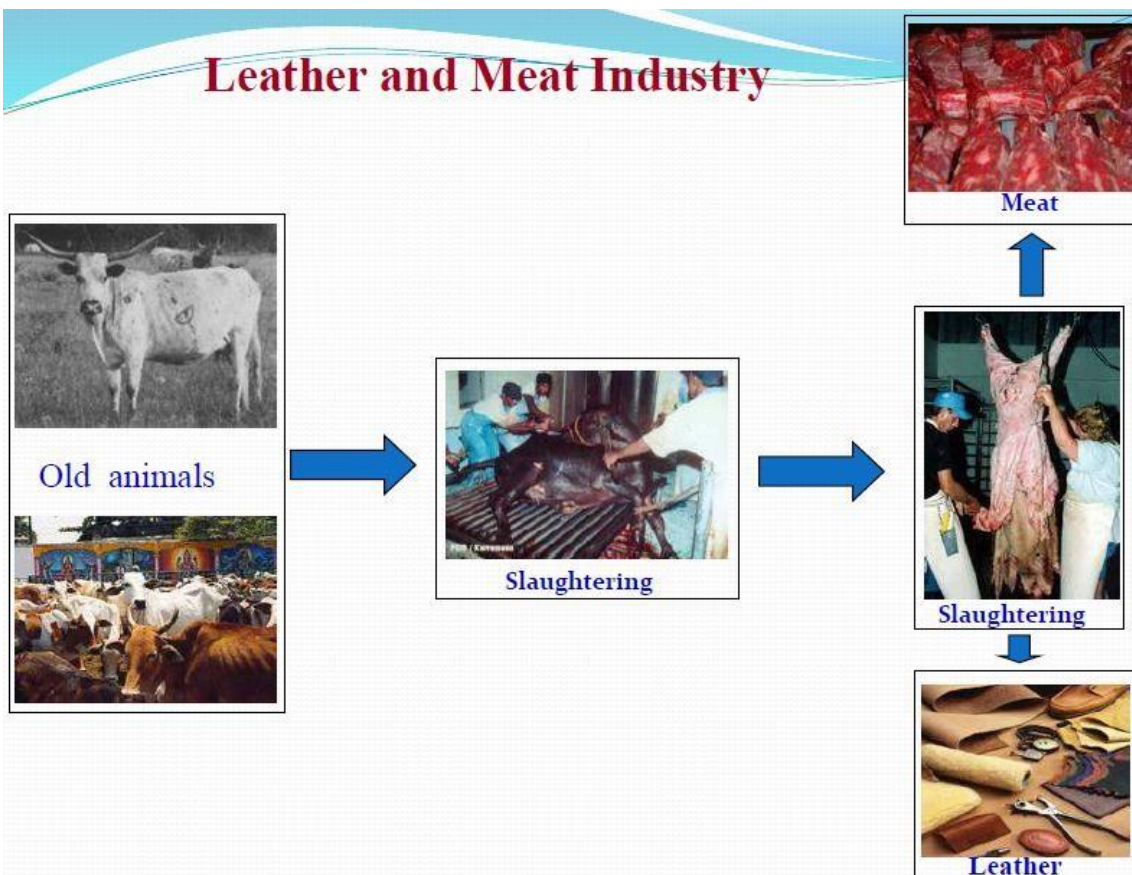 Leather and Meat Industry
Meat
Old animals
Slaughtering
Slaughtering
Leather